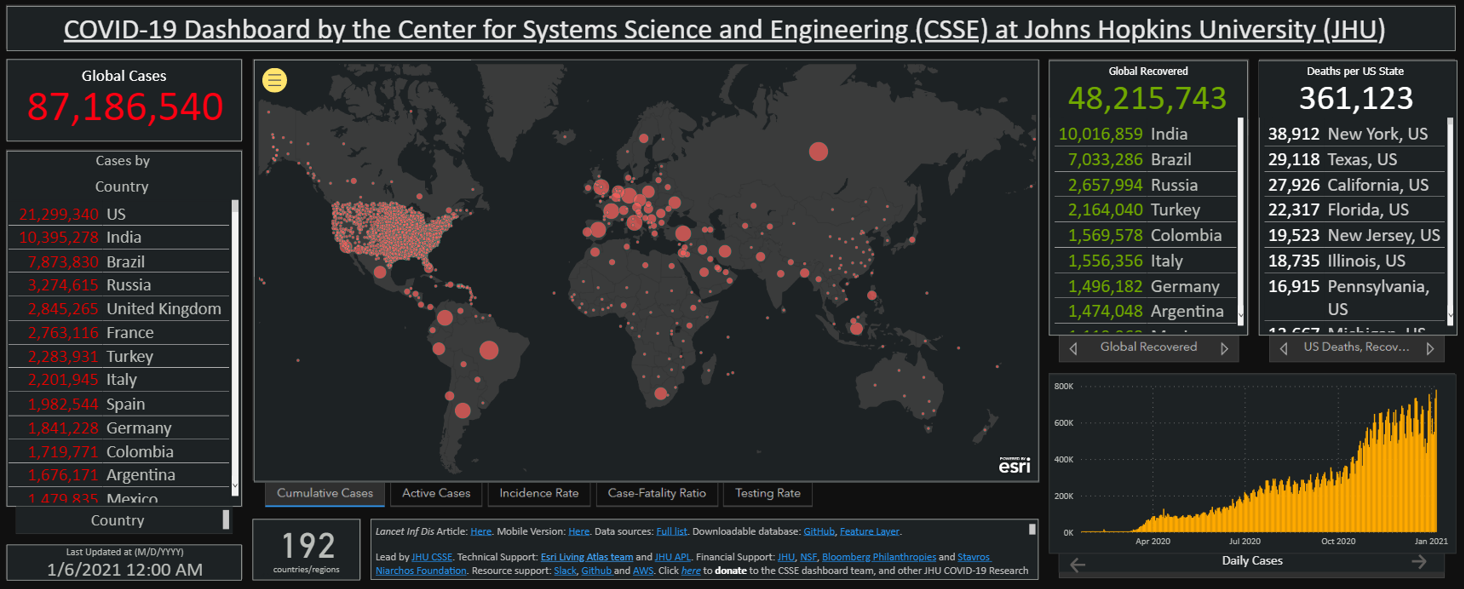 COVID-19 Dashboard by the Center for Systems Science and Engineering (CSSE) at Johns Hopkins University (JHU)
Global Cases
87,186,540
Cases by
Country
21,299,340 US
10,395,278 India
7,873,830 Brazil
3,274,615 Russia
2,845,265 United Kingdom
2,763,116 France
2,283,931 Turkey
2,201,945 Italy
1,982,544 Spain
1,841,228 Germany
1,719,771 Colombia
1,676,171 Argentina
1,479,835 Mexico
Country
Last Updated at (M/D/YYYY)
1/6/2021 12:00 AM
POWERED BY
esri
Cumulative Cases
Active Cases
Incidence Rate
Case-Fatality Ratio
Testing Rate
192
countries/regions
Lancet Inf Dis Article: Here. Mobile Version: Here. Data sources: Full list. Downloadable database: GitHub, Feature Layer.
Lead by JHU CSSE. Technical Support: Esri Living Atlas team and JHU APL. Financial Support: JHU, NSF, Bloomberg Philanthropies and Stavros
Niarchos Foundation. Resource support: Slack, Github and AWS. Click here to donate to the CSSE dashboard team, and other JHU COVID-19 Research
Global Recovered
48,215,743
10,016,859 India
7,033,286 Brazil
2,657,994 Russia
2,164,040 Turkey
1,569,578 Colombia
1,556,356 Italy
1,496,182 Germany
1,474,048 Argentina
Global Recovered
Deaths per US State
361,123
38,912 New York, US
29,118 Texas, US
27,926 California, US
22,317 Florida, US
19,523 New Jersey, US
18,735 Illinois, US
16,915 Pennsylvania,
US
12,667 Michigan, US
US Deaths, Recov...
800K
600K
400K
200K
0K
Apr 2020
Jul 2020
Oct 2020
Jan 2021
Daily Cases